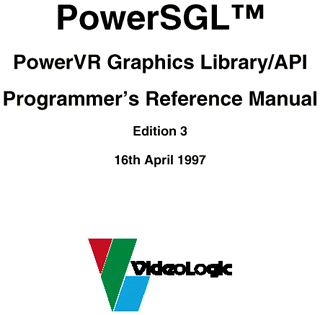 PowerSGL™
PowerVR Graphics Library/API
Programmer's Reference Manual
Edition 3
16th April 1997
VideoLogic